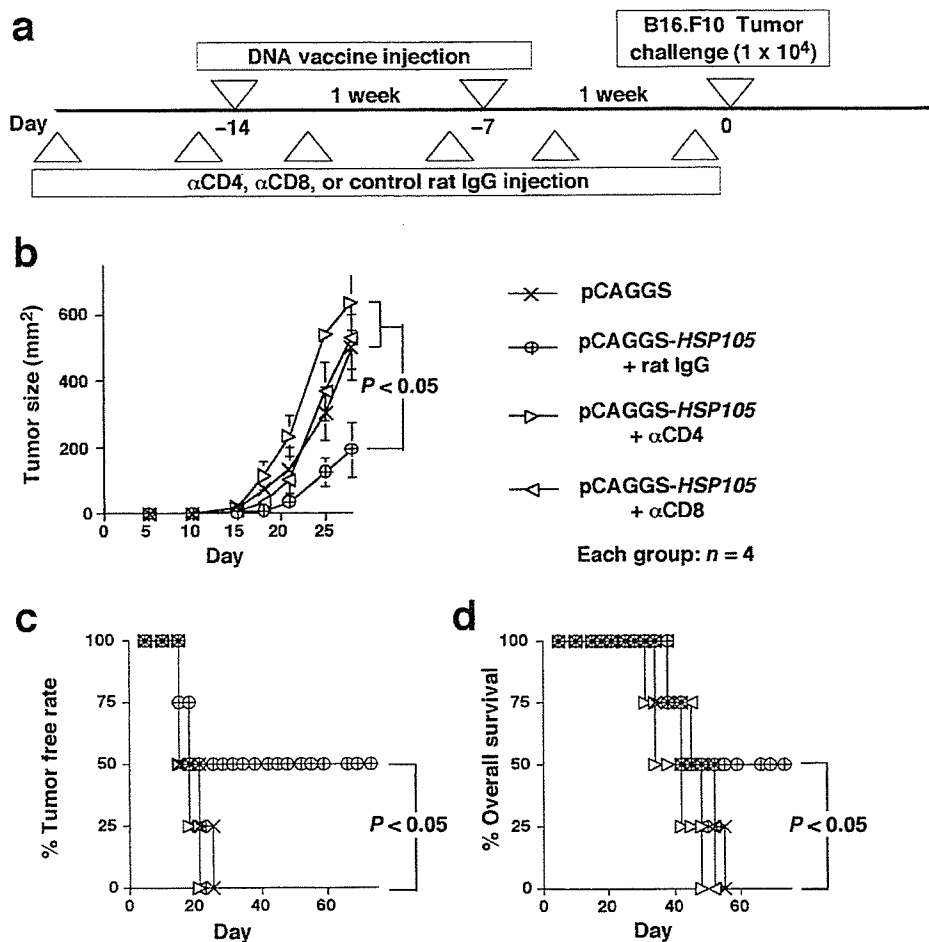 a
B16.F10 Tumor
challenge (1 x 10⁴)
DNA vaccine injection
1 week
1 week
Day
−14
−7
0
αCD4, αCD8, or control rat IgG injection
b
Tumor size (mm²)
600
400
200
0
0
5
10
15
20
25
Day
P < 0.05
pCAGGS
pCAGGS-HSP105
+ rat IgG
pCAGGS-HSP105
+ αCD4
pCAGGS-HSP105
+ αCD8
Each group: n = 4
c
% Tumor free rate
100
75
50
25
0
0
20
40
60
Day
P < 0.05
d
% Overall survival
100
75
50
25
0
0
20
40
60
Day
P < 0.05